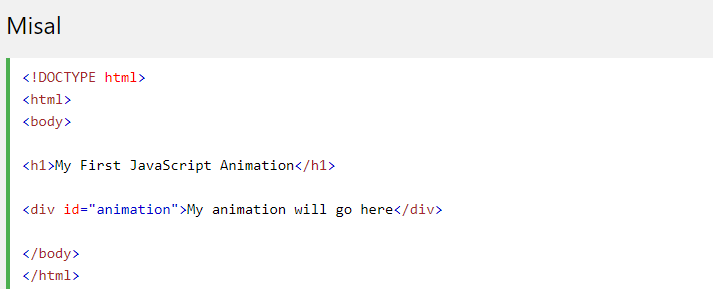 Misal
<!DOCTYPE html>
<html>
<body>
<h1>My First JavaScript Animation</h1>
<div id="animation">My animation will go here</div>
</body>
</html>